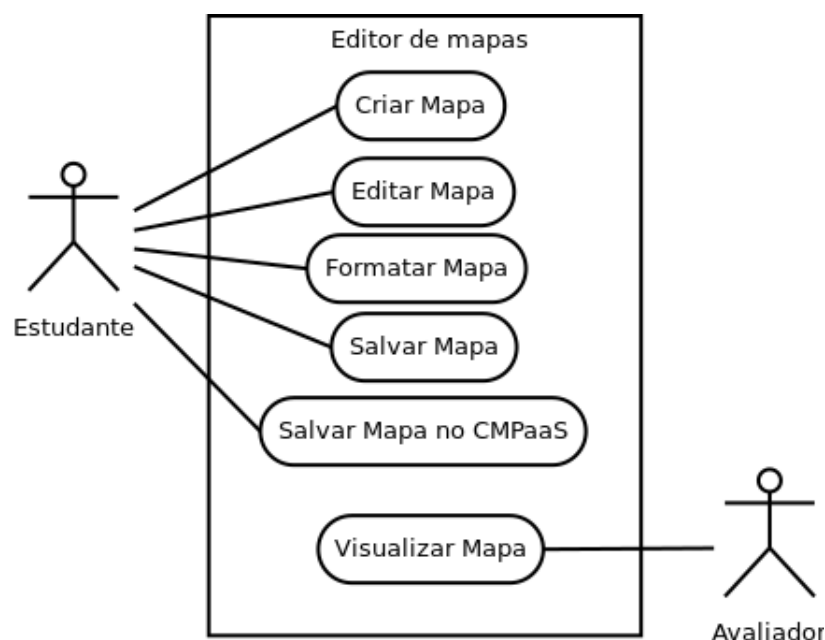 Editor de mapas
Criar Mapa
Editar Mapa
Formatar Mapa
Salvar Mapa
Estudante
Salvar Mapa no CMPaaS
Visualizar Mapa
Avaliador